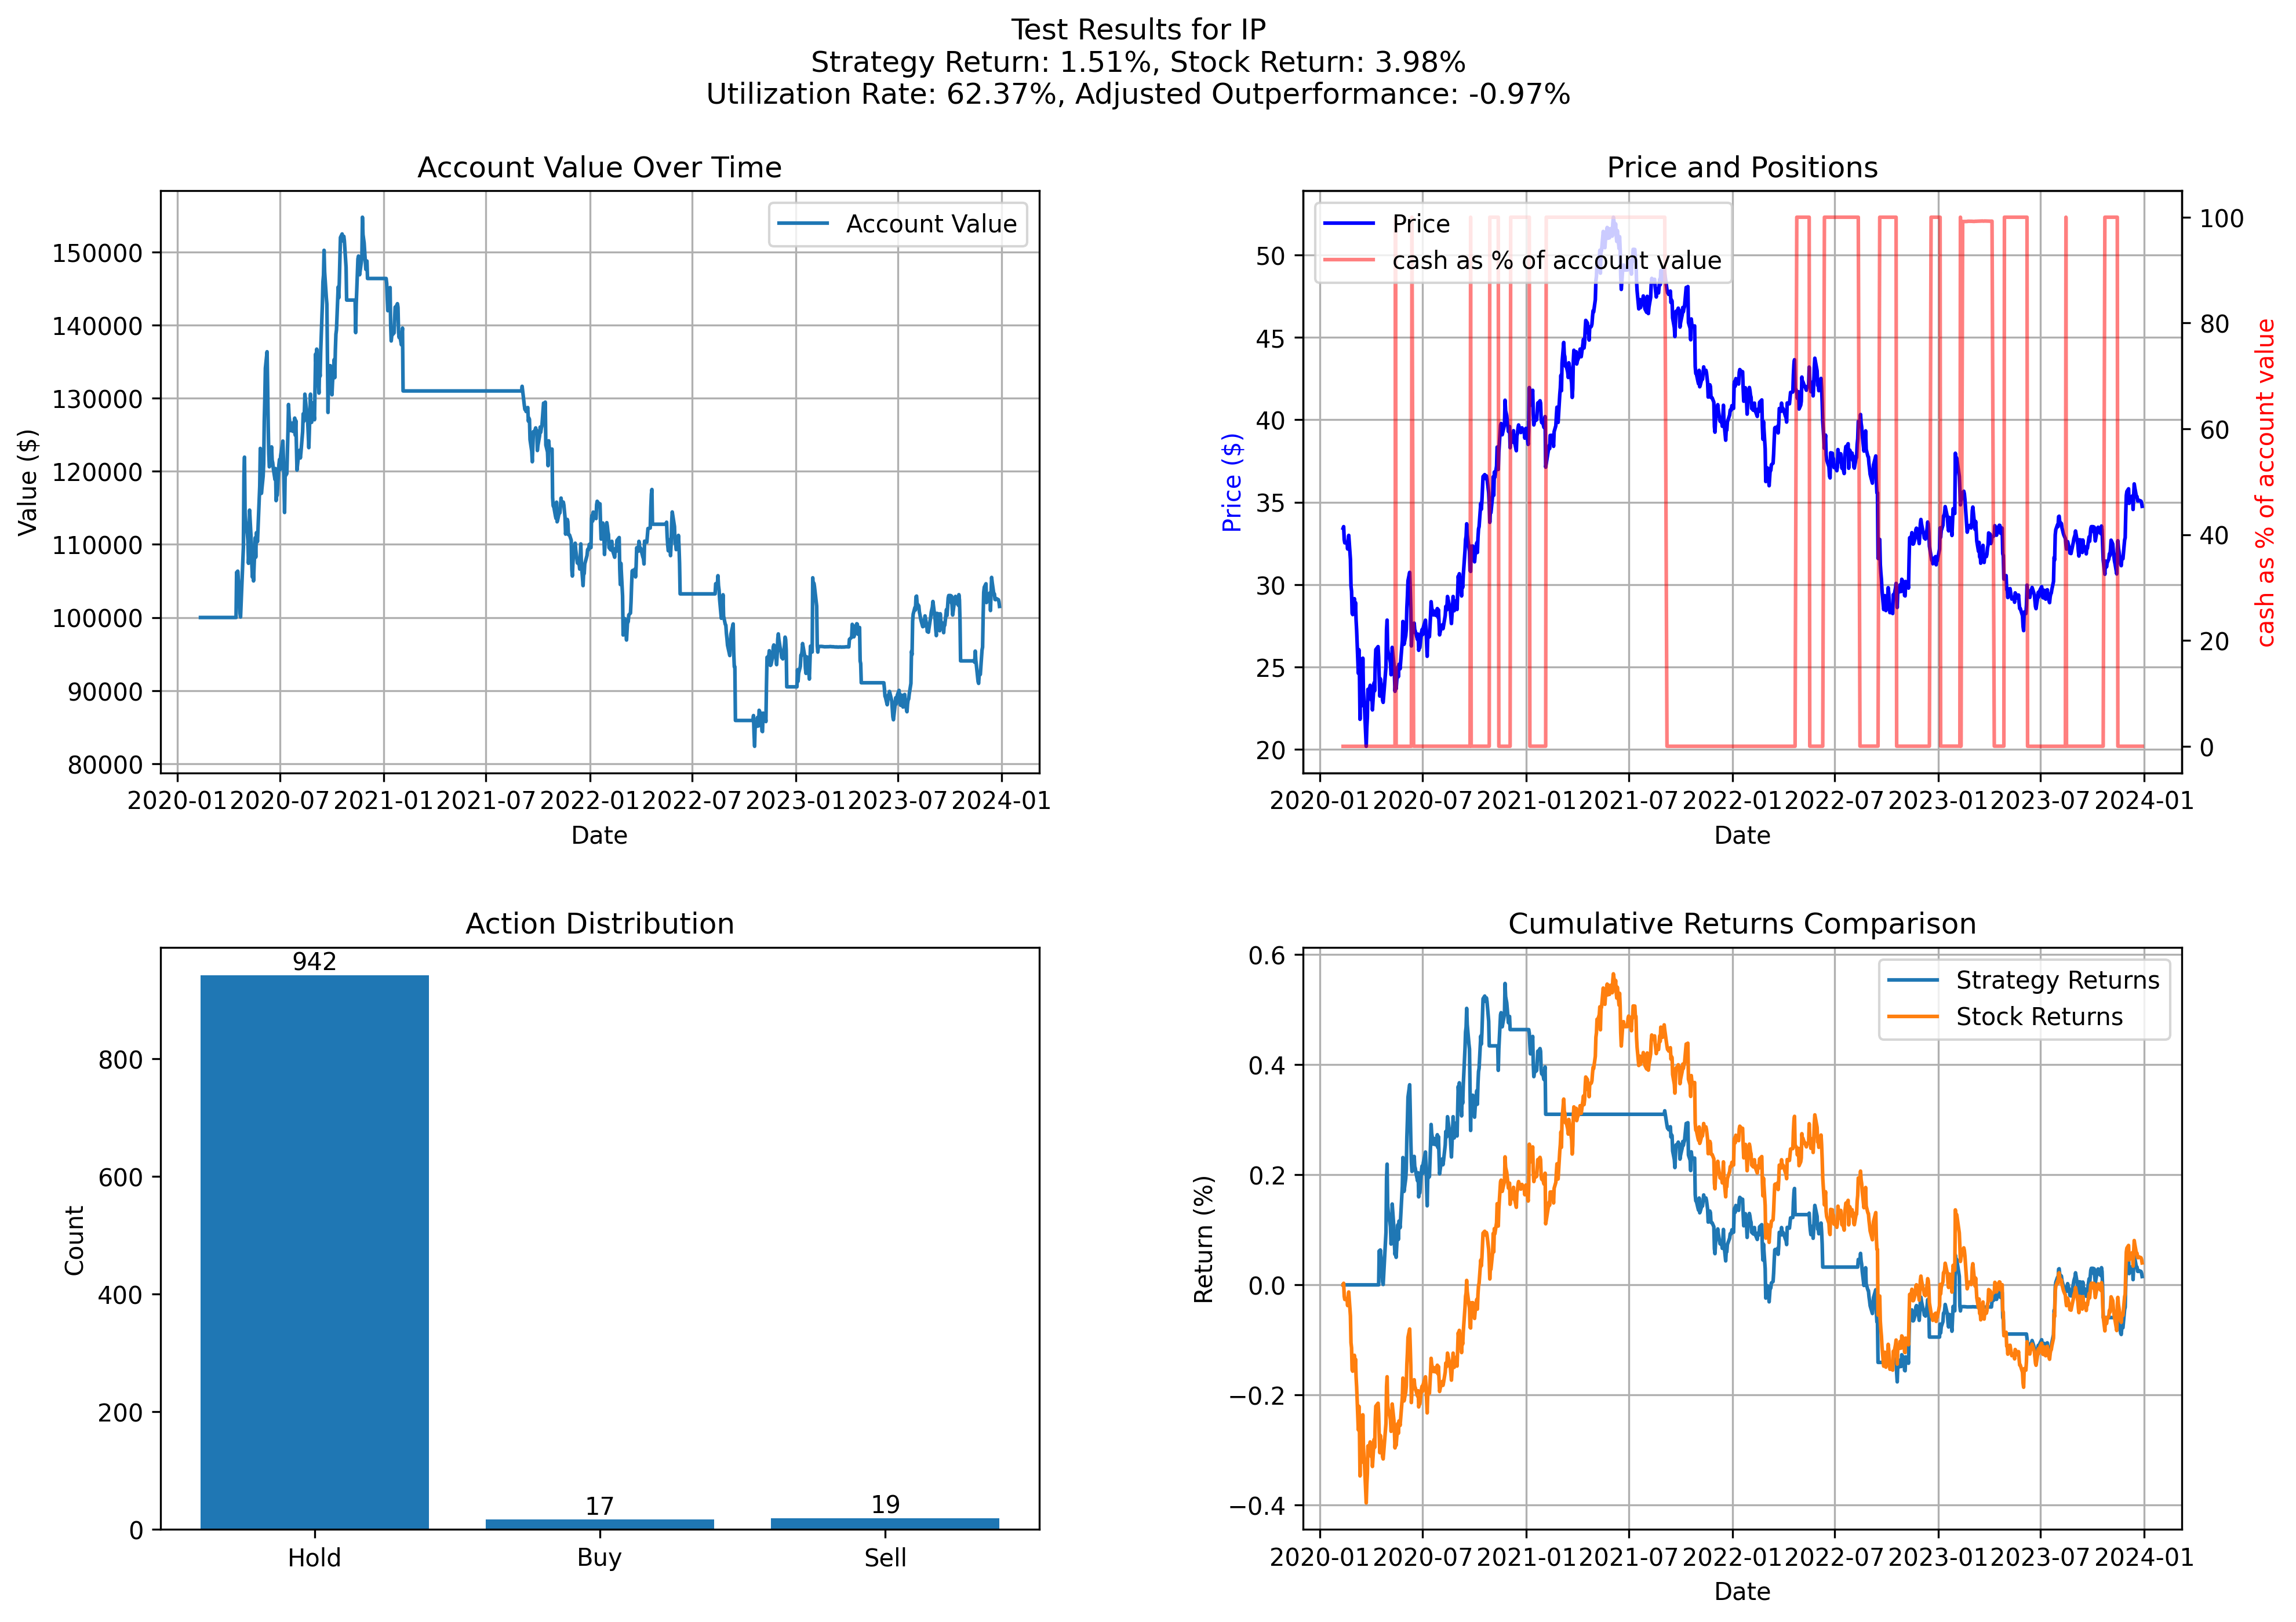 Test Results for IP
Strategy Return: 1.51%, Stock Return: 3.98%
Utilization Rate: 62.37%, Adjusted Outperformance: -0.97%
Account Value Over Time
Account Value
Value ($)
150000
140000
130000
120000
110000
100000
90000
80000
2020-01
2020-07
2021-01
2021-07
2022-01
2022-07
2023-01
2023-07
2024-01
Date
Price and Positions
Price
cash as % of account value
Price ($)
50
45
40
35
30
25
20
100
80
60
40
20
0
cash as % of account value
2020-01
2020-07
2021-01
2021-07
2022-01
2022-07
2023-01
2023-07
2024-01
Date
Action Distribution
Count
800
600
400
200
0
942
17
19
Hold
Buy
Sell
Cumulative Returns Comparison
Strategy Returns
Stock Returns
Return (%)
0.6
0.4
0.2
0.0
−0.2
−0.4
2020-01
2020-07
2021-01
2021-07
2022-01
2022-07
2023-01
2023-07
2024-01
Date